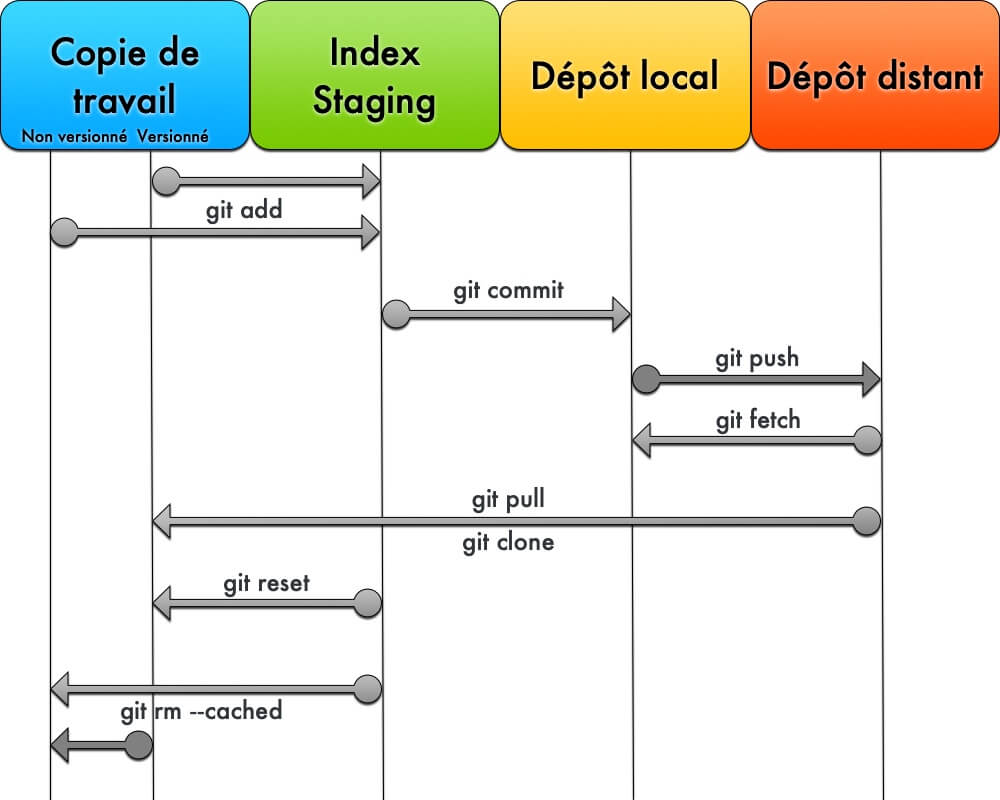 Copie de
travail
Non versionné Versionné
Index
Staging
Dépôt local
Dépôt distant
git add
git commit
git push
git fetch
git pull
git clone
git reset
git rm --cached